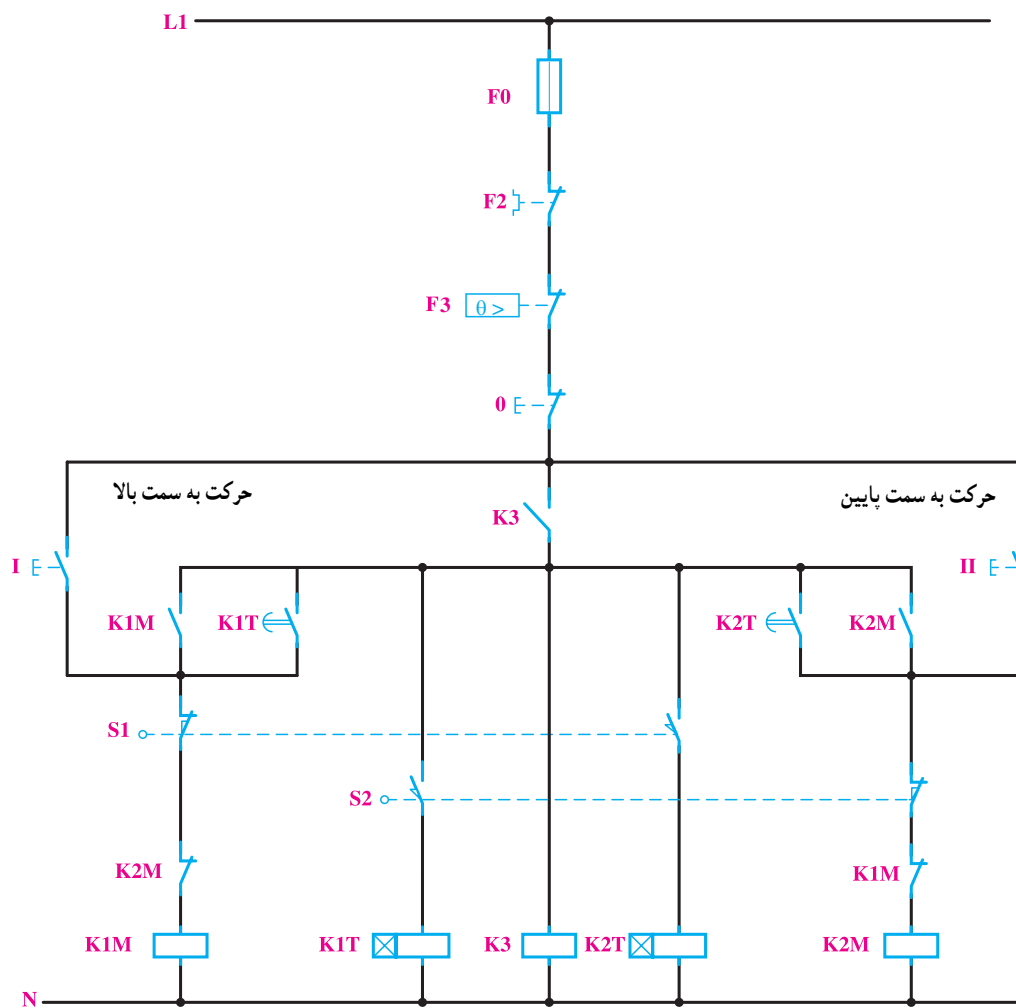 L1
F0
F2
F3 θ >
0
حرکت به سمت بالا
حرکت به سمت پایین
K3
I
II
K1M K1T K2T K2M
S1
S2
K2M
K1M
K1M K1T K3 K2T K2M
N